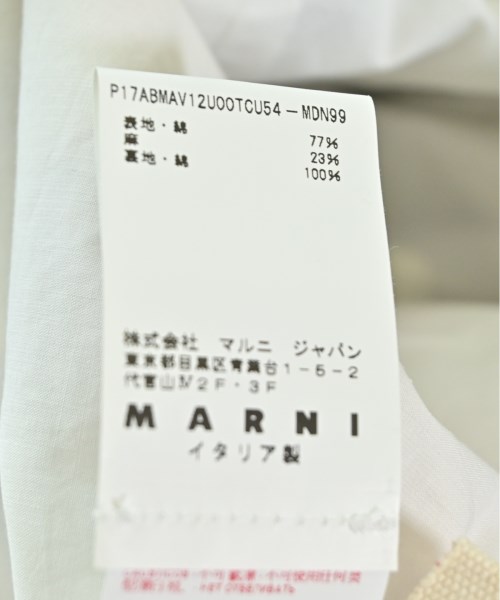 P17ABMAV12U00TCU54-MDN99
表地・綿 77%
麻 23%
裏地・綿 100%
株式会社 マルニ ジャパン
東京都目黒区青葉台1-5-2
代官山Ⅳ2F・3F
MARNI
イタリア製